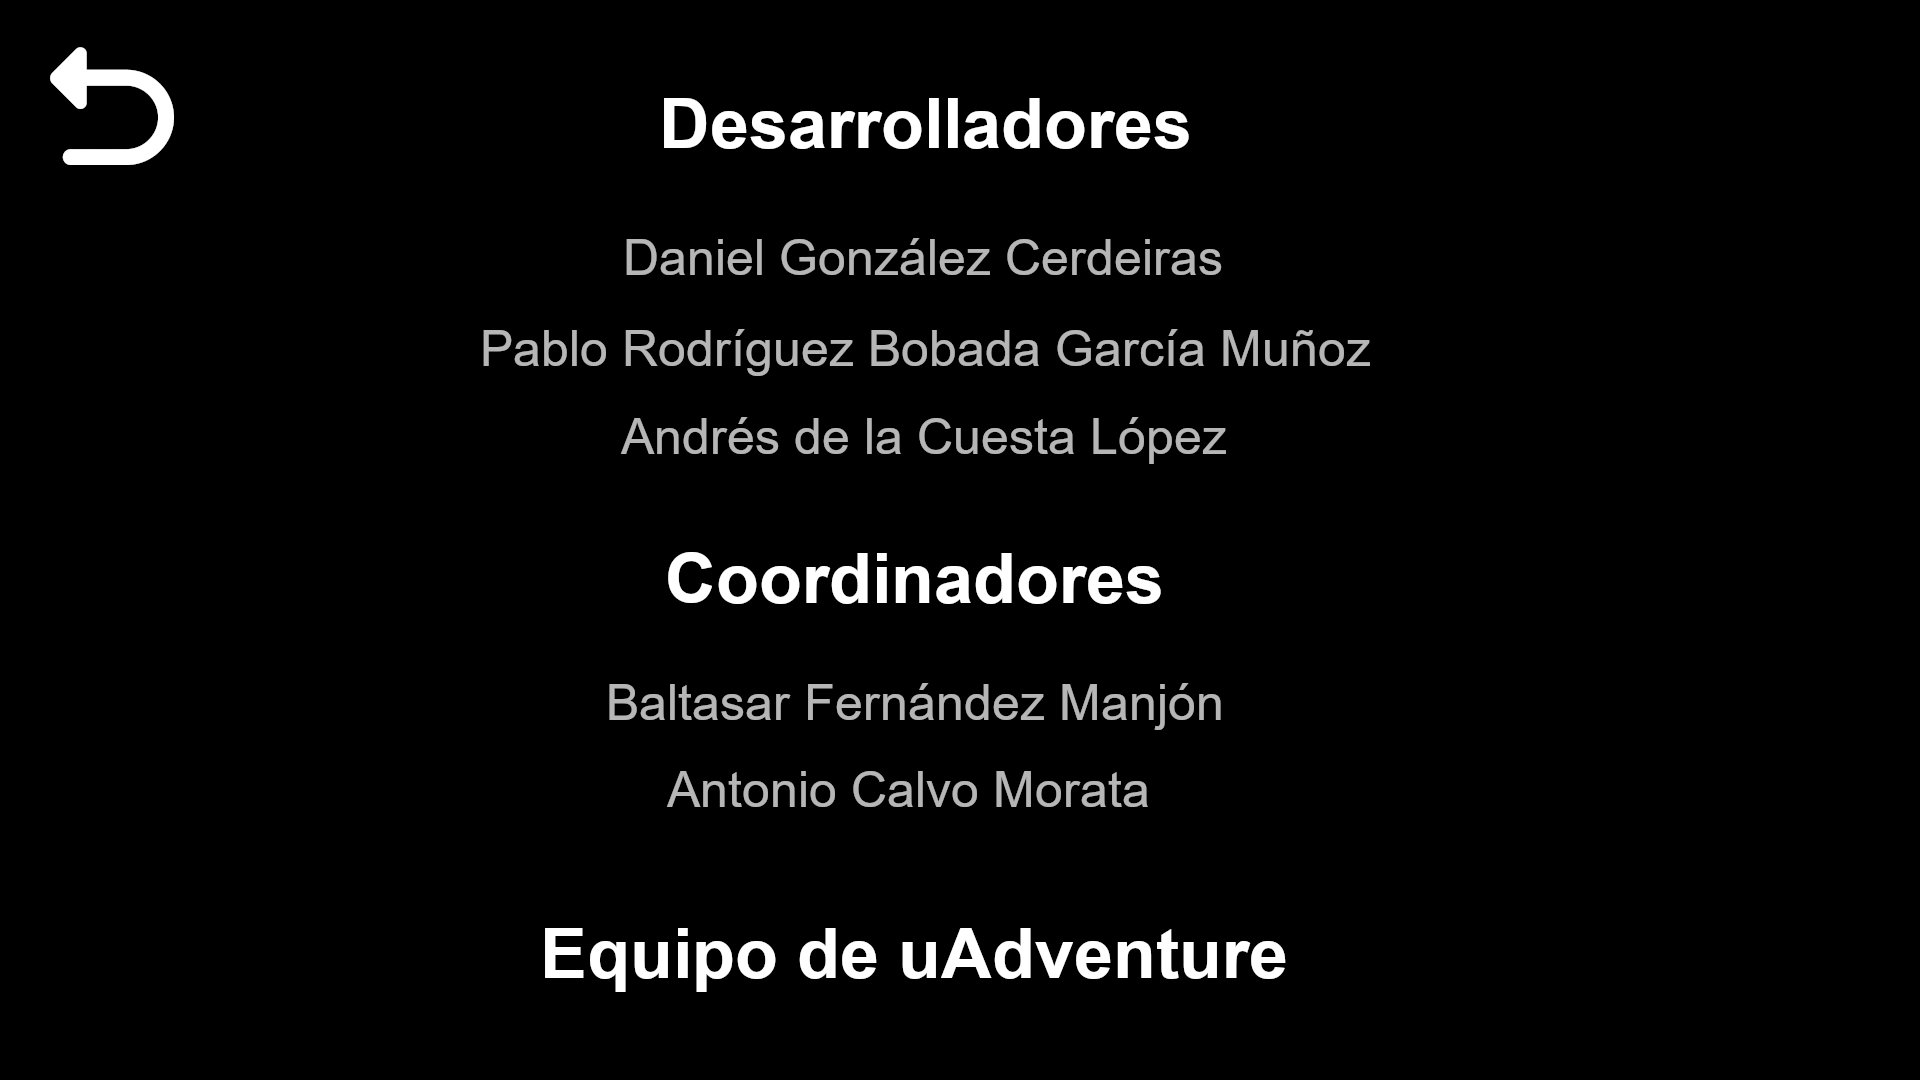 Desarrolladores
Daniel González Cerdeiras
Pablo Rodríguez Bobada García Muñoz
Andrés de la Cuesta López
Coordinadores
Baltasar Fernández Manjón
Antonio Calvo Morata
Equipo de uAdventure